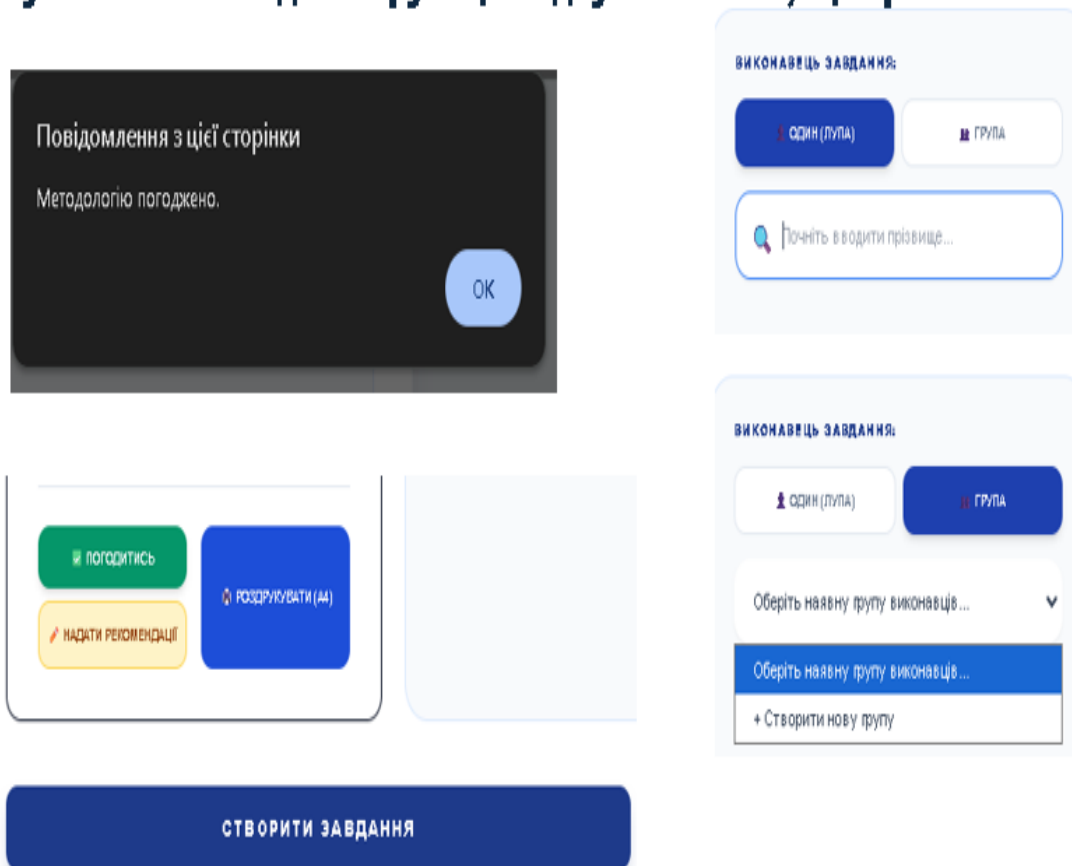 Повідомлення з цієї сторінки
Методологію погоджено.
ОК
ПОГОДИТИСЬ
НАДАТИ РЕКОМЕНДАЦІЇ
РОЗДРУКУВАТИ (А4)
СТВОРИТИ ЗАВДАННЯ
ВИКОНАВЕЦЬ ЗАВДАННЯ:
ОДИН (ЛУПА)
ГРУПА
Почніть вводити прізвище...
ВИКОНАВЕЦЬ ЗАВДАННЯ:
ОДИН (ЛУПА)
ГРУПА
Оберіть наявну групу виконавців...
Оберіть наявну групу виконавців...
+ Створити нову групу